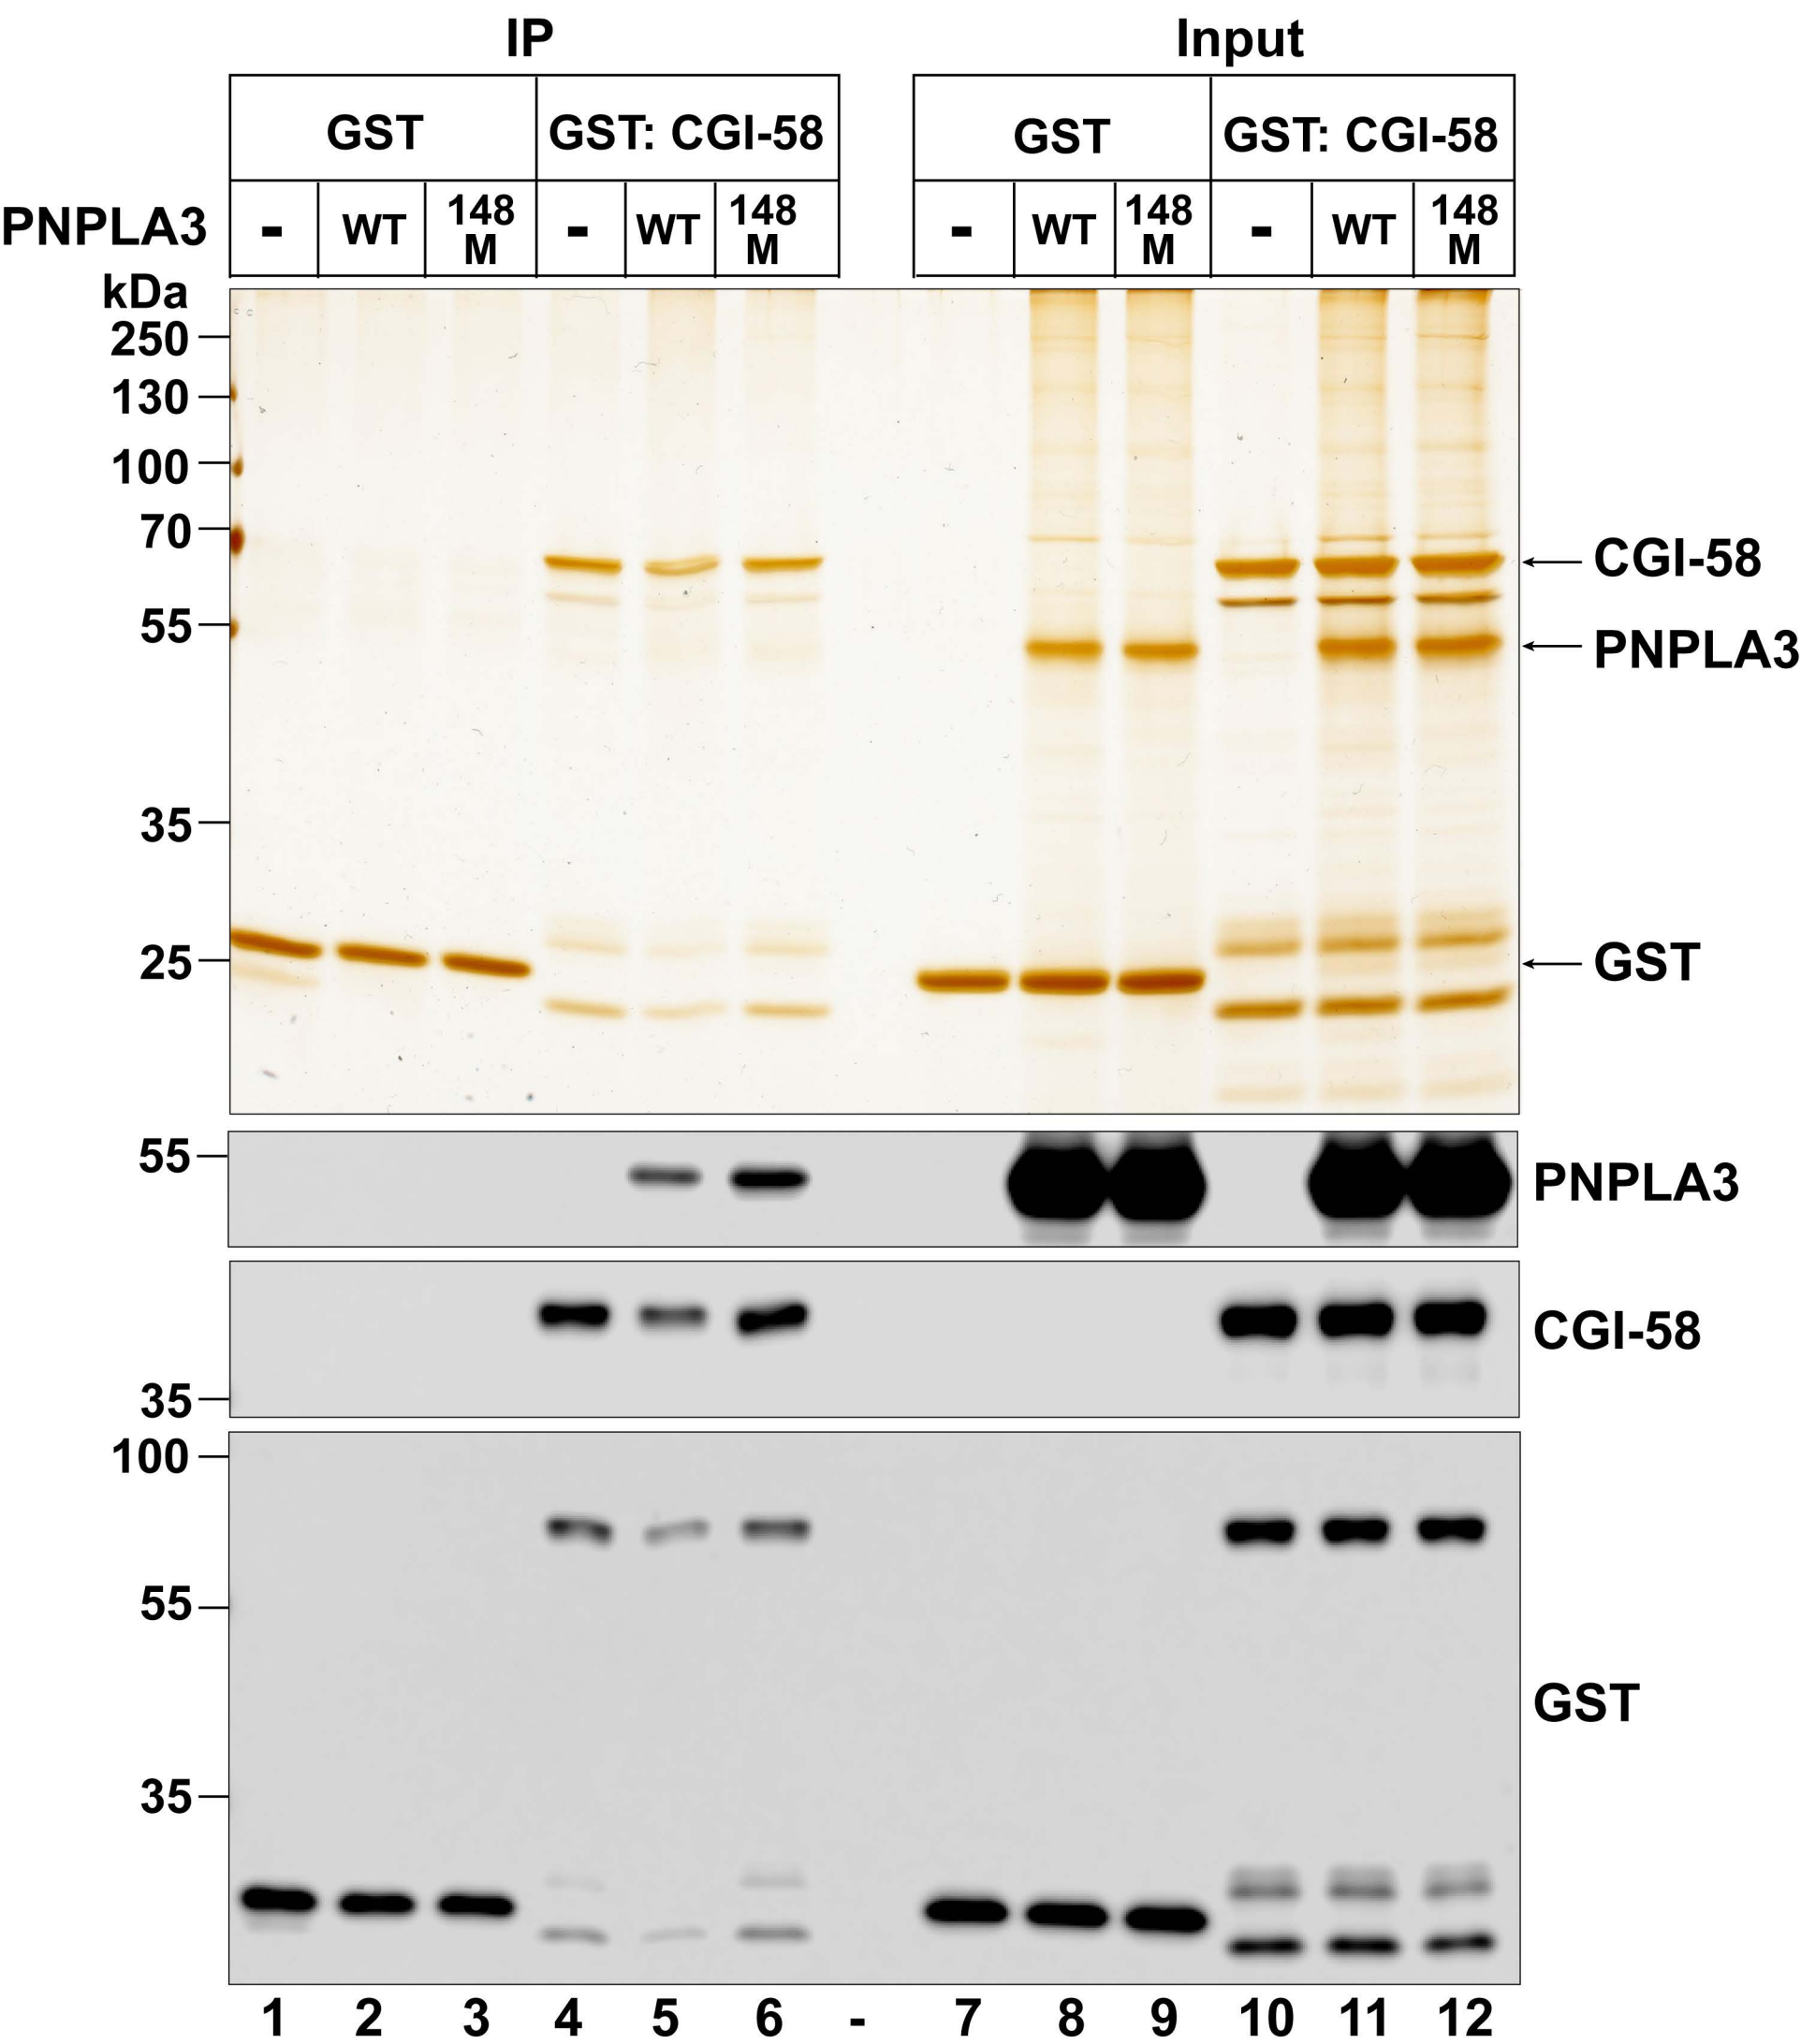 IP Input
GST GST: CGI-58 GST GST: CGI-58
PNPLA3 - WT 148 M - WT 148 M - WT 148 M - WT 148 M
kDa
250
130
100
70
CGI-58
55
PNPLA3
35
25
GST
55
PNPLA3
CGI-58
35
100
55
GST
35
1 2 3 4 5 6 - 7 8 9 10 11 12